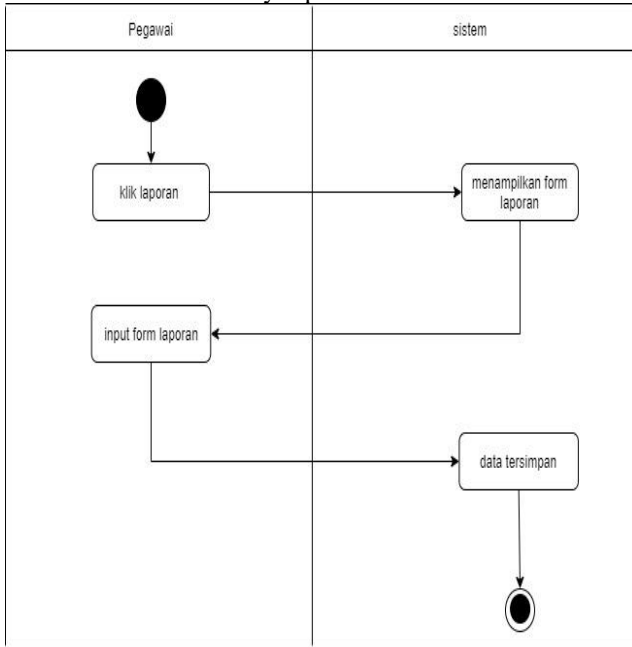 Pegawai
sistem
klik laporan
menampilkan form
laporan
input form laporan
data tersimpan